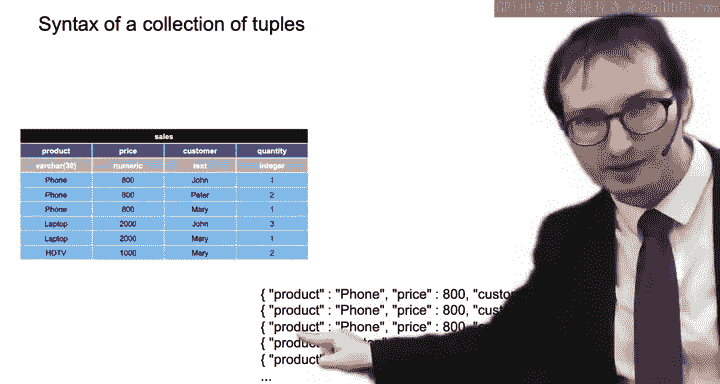 Syntax of a collection of tuples
sales
product price customer quantity
varchar(30) numeric text integer
Phone 800 John 1
Phone 800 Peter 2
Phone 800 Mary 1
Laptop 2000 John 3
Laptop 2000 Mary 1
HDTV 1000 Mary 2
{ "product" : "Phone", "price" : 800, "custo
{ "product" : "Phone", "price" : 800, "cust
{ "product" : "Phone", "price" : 800,
{ "product"
{ "product"
...